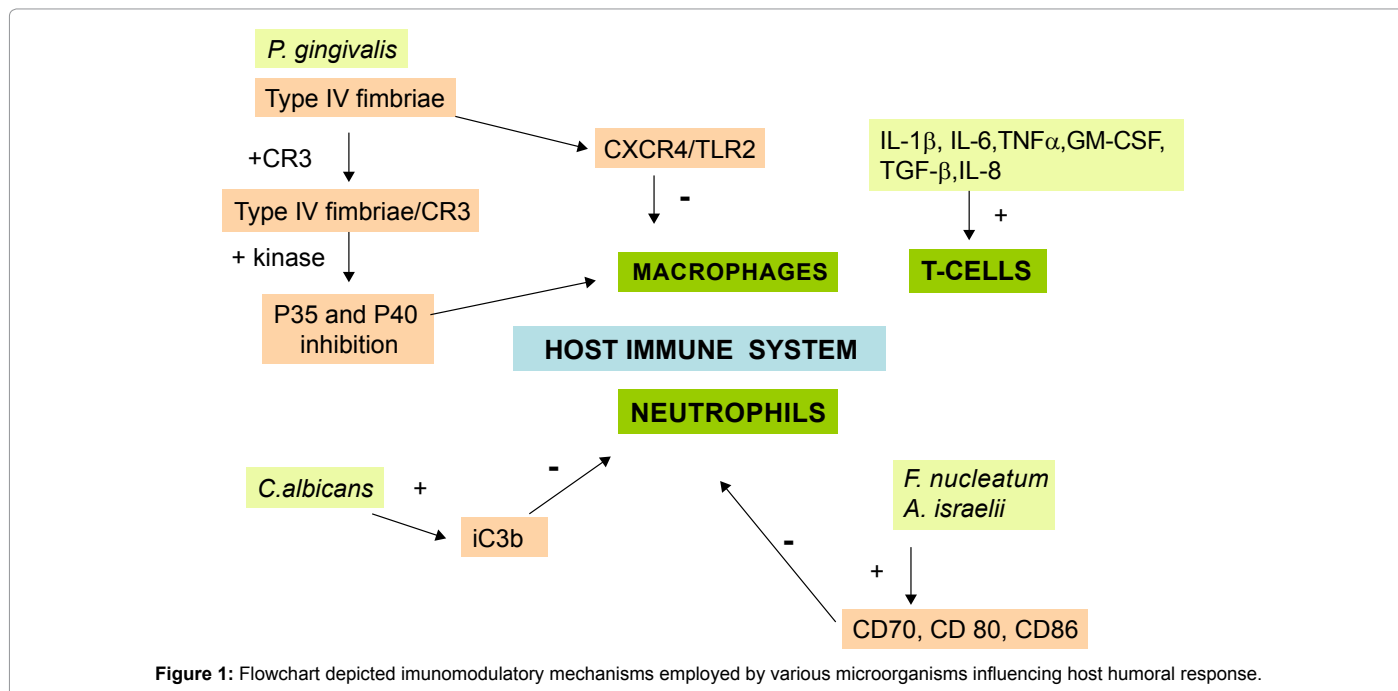 P. gingivalis
Type IV fimbriae
+CR3
Type IV fimbriae/CR3
+ kinase
P35 and P40
inhibition
CXCR4/TLR2
-
MACROPHAGES
IL-1β, IL-6,TNFα,GM-CSF,
TGF-β,IL-8
+
T-CELLS
HOST IMMUNE SYSTEM
NEUTROPHILS
C.albicans
+
iC3b
-
F. nucleatum
A. israelii
+
-
CD70, CD 80, CD86
Figure 1: Flowchart depicted imunomodulatory mechanisms employed by various microorganisms influencing host humoral response.